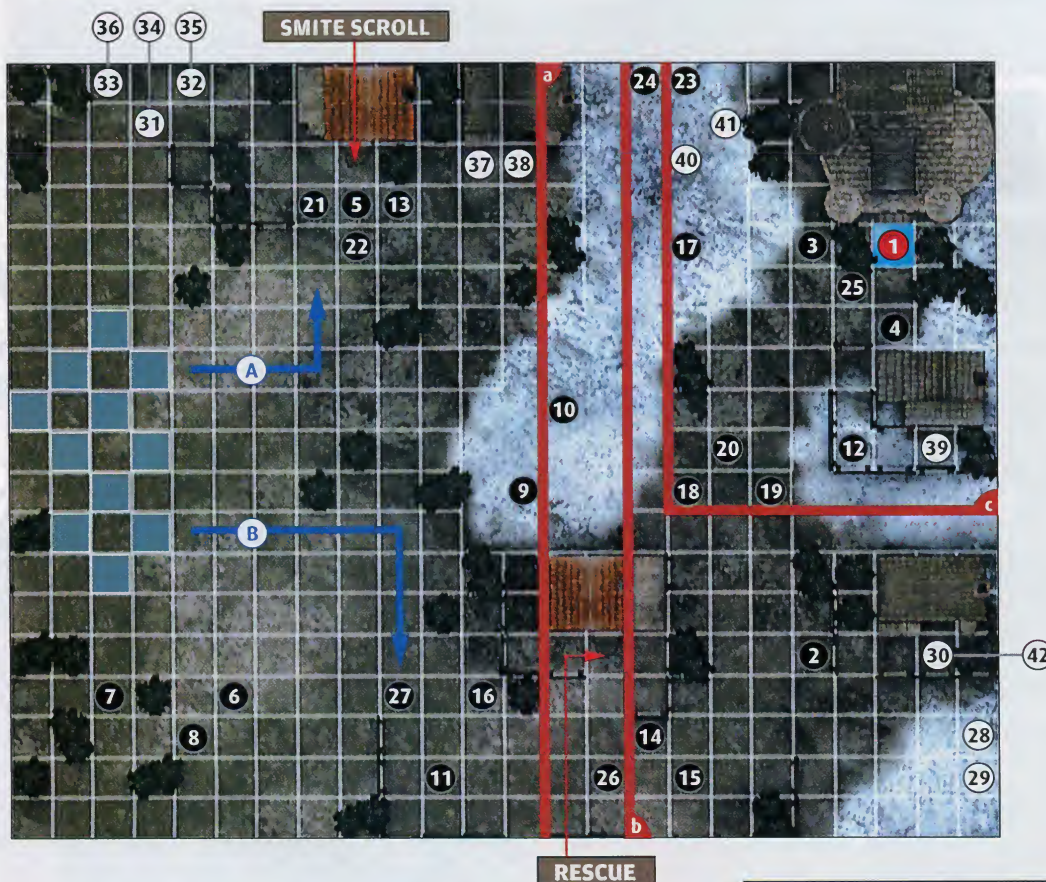 36 34 35
SMITE SCROLL
33 32 a 24 23
31 41
37 38 40
21 5 13
22 17 3 1
25
4
A
10
20 12 39
9 18 19
c
B
2 30 42
7 6 27 16
8 14 28
11 26 15 29
b
RESCUE